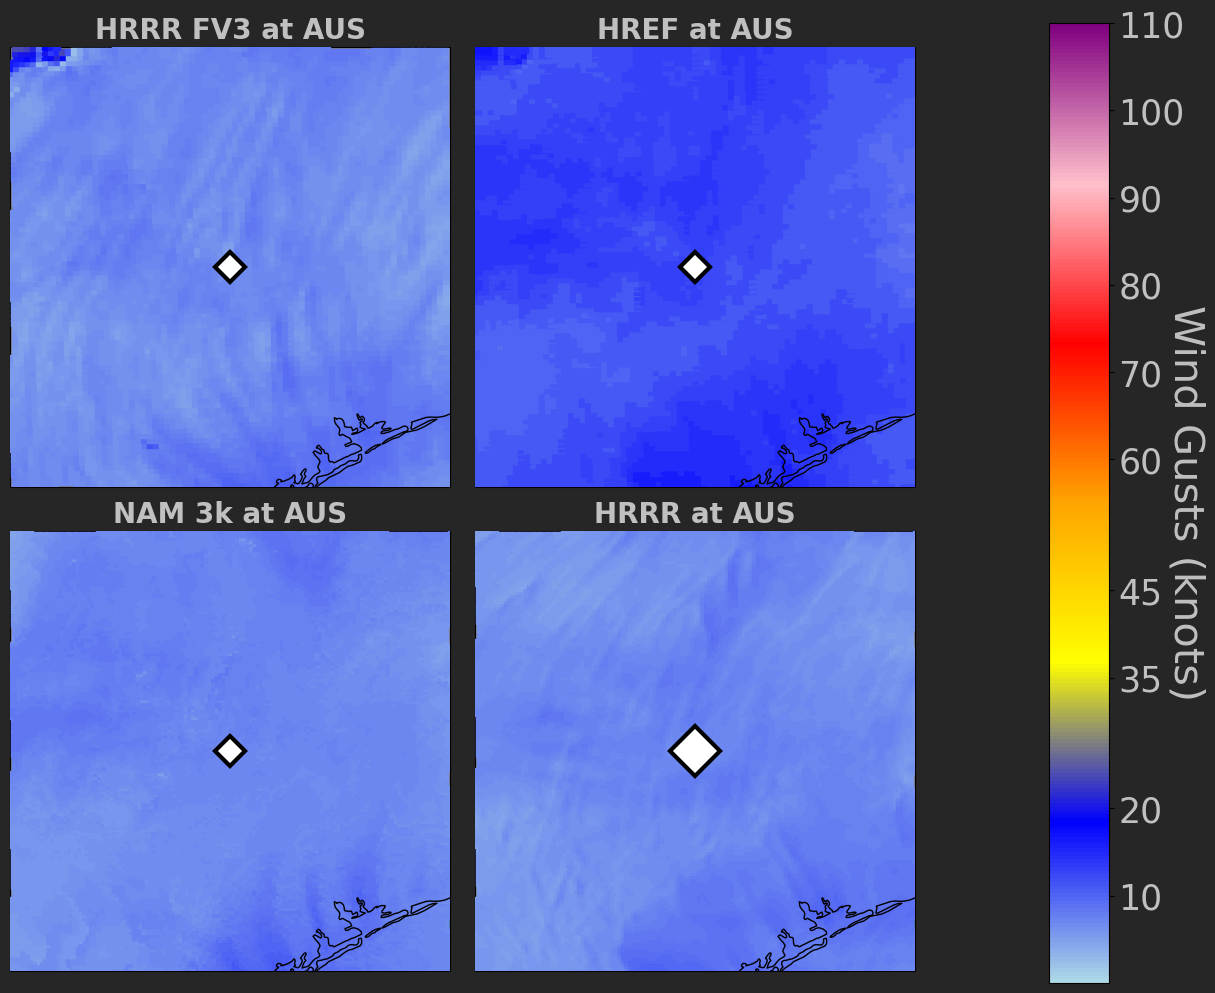 HRRR FV3 at AUS
HREF at AUS
NAM 3k at AUS
HRRR at AUS
110
100
90
80
70
60
45
35
20
10
Wind Gusts (knots)